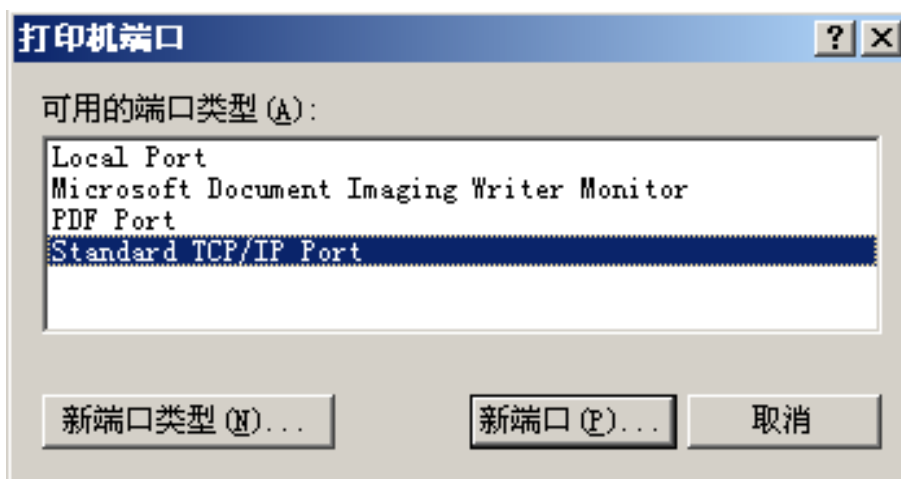 打印机端口
可用的端口类型(A):
Local Port
Microsoft Document Imaging Writer Monitor
PDF Port
Standard TCP/IP Port
新端口类型(N)... 新端口(P)... 取消